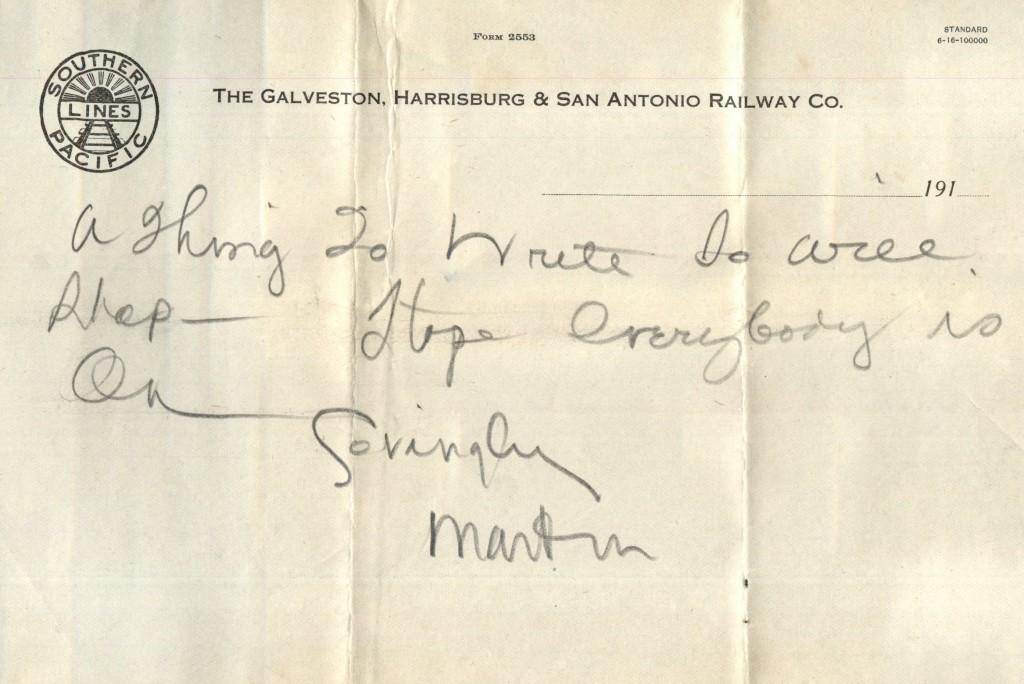 FORM 2553
STANDARD
6-16-100000
SOUTHERN
LINES
PACIFIC
THE GALVESTON, HARRISBURG & SAN ANTONIO RAILWAY CO.
191
A Thing To Write So Will
Stop — Hope Everybody is
Lovingly
Martin